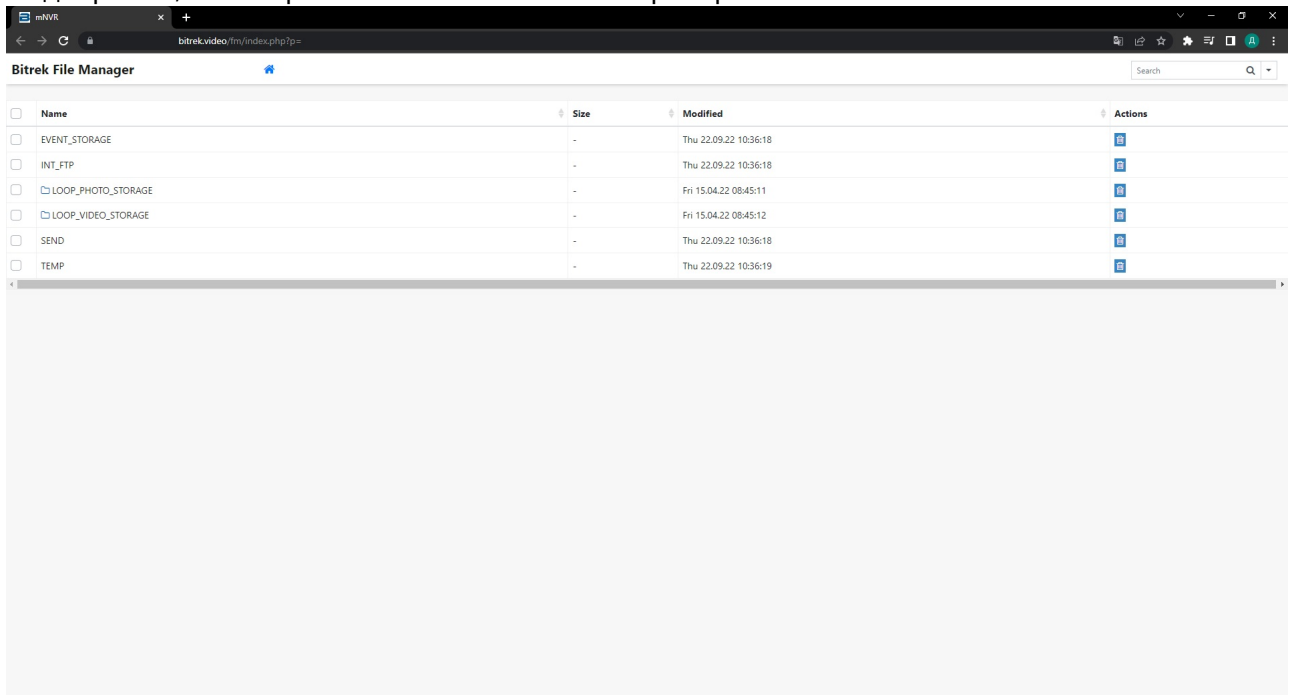 mNVR
bitrek.video/fm/index.php?p=
Д
Bitrek File Manager
Search
Name Size Modified Actions
EVENT_STORAGE - Thu 22.09.22 10:36:18
INT_FTP - Thu 22.09.22 10:36:18
LOOP_PHOTO_STORAGE - Fri 15.04.22 08:45:11
LOOP_VIDEO_STORAGE - Fri 15.04.22 08:45:12
SEND - Thu 22.09.22 10:36:18
TEMP - Thu 22.09.22 10:36:19